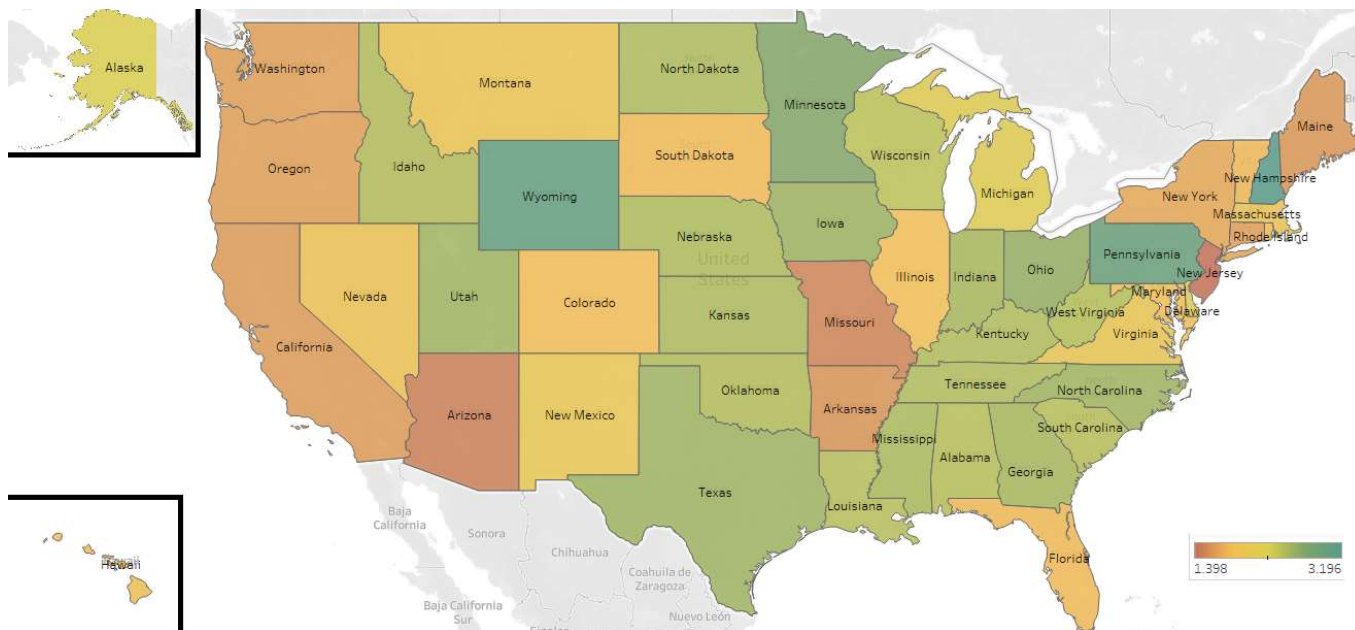 Alaska
Washington
Montana
North Dakota
Minnesota
Maine
Oregon
Idaho
South Dakota
Wisconsin
Michigan
New Hampshire
New York
Wyoming
Massachusetts
Iowa
Rhode Island
Nebraska
United
States
Pennsylvania
Ohio
Indiana
Illinois
New Jersey
Nevada
Utah
Colorado
Maryland
Delaware
West Virginia
Virginia
Kansas
Missouri
Kentucky
California
Tennessee
North Carolina
Oklahoma
Arkansas
Arizona
New Mexico
South Carolina
Mississippi
Alabama
Georgia
Texas
Louisiana
Florida
Hawaii
Baja
California
Sonora
Chihuahua
Coahuila de
Zaragoza
Baja California
Sur
Nuevo León
1.398
3.196